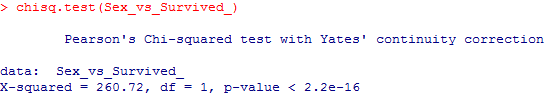 > chisq.test(Sex_vs_Survived_)
Pearson's Chi-squared test with Yates' continuity correction
data:  Sex_vs_Survived_
X-squared = 260.72, df = 1, p-value < 2.2e-16